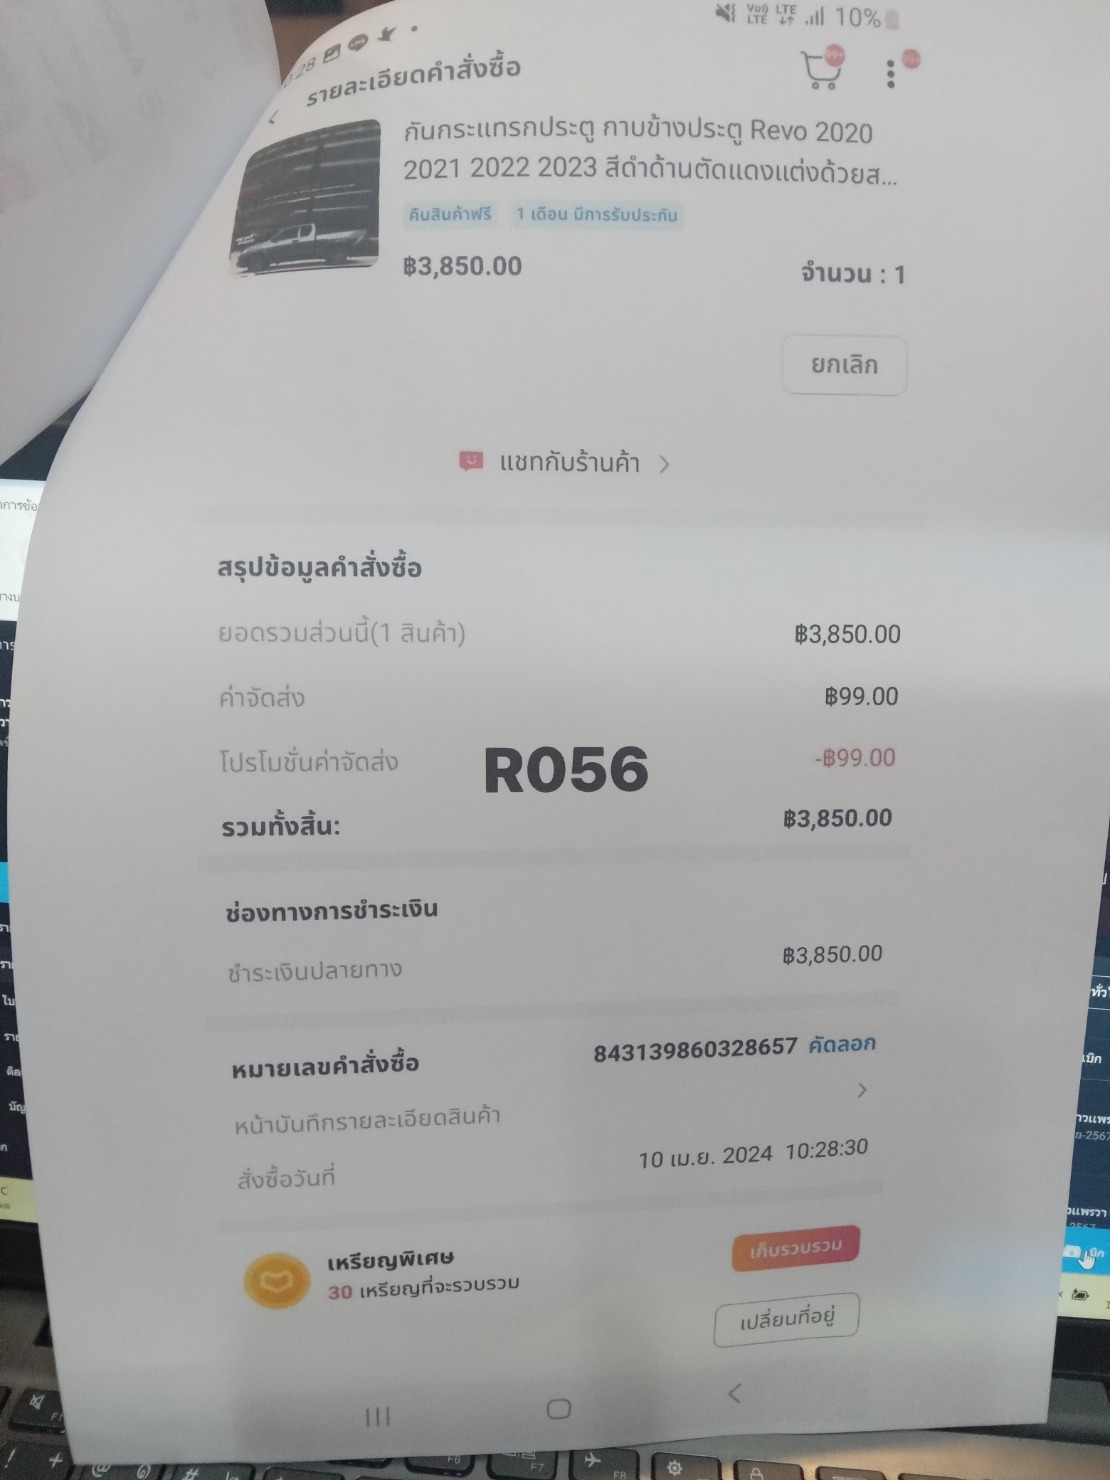 Vo) LTE LTE 10%
:28
รายละเอียดคำสั่งซื้อ
99+ 99+
กันกระแทรกประตู กาบข้างประตู Revo 2020
2021 2022 2023 สีดำด้านตัดแดงแต่งด้วยส...
คืนสินค้าฟรี 1 เดือน มีการรับประกัน
฿3,850.00 จำนวน : 1
ยกเลิก
แชทกับร้านค้า >
สรุปข้อมูลคำสั่งซื้อ
ยอดรวมส่วนนี้(1 สินค้า) ฿3,850.00
ค่าจัดส่ง ฿99.00
โปรโมชั่นค่าจัดส่ง R056 -฿99.00
รวมทั้งสิ้น: ฿3,850.00
ช่องทางการชำระเงิน
ชำระเงินปลายทาง ฿3,850.00
หมายเลขคำสั่งซื้อ 843139860328657 คัดลอก
หน้าบันทึกรายละเอียดสินค้า >
สั่งซื้อวันที่ 10 เม.ย. 2024 10:28:30
เหรียญพิเศษ เก็บรวบรวม
30 เหรียญที่จะรวบรวม
เปลี่ยนที่อยู่
F6 F7 F8